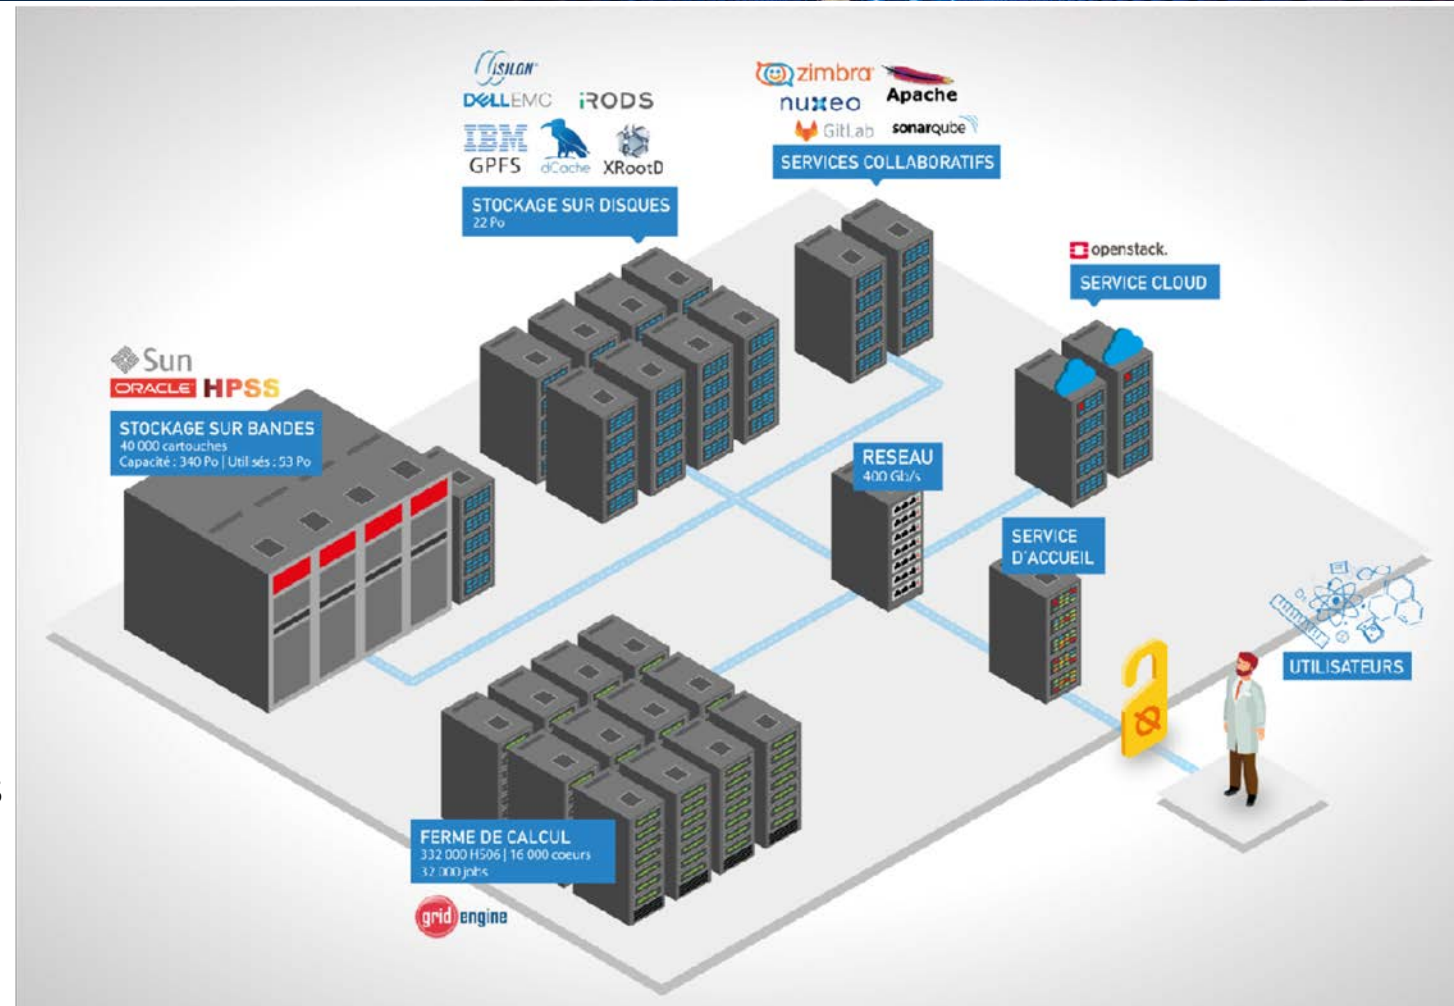 ISILON
DELLEMC
iRODS
IBM
GPFS
dCache
XRootD
STOCKAGE SUR DISQUES
22 Po
zimbra
Apache
nuxeo
GitLab
sonarqube
SERVICES COLLABORATIFS
openstack.
SERVICE CLOUD
Sun
ORACLE HPSS
STOCKAGE SUR BANDES
40 000 cartouches
Capacité : 340 Po | Utilisés : 53 Po
RESEAU
400 Gb/s
SERVICE
D'ACCUEIL
UTILISATEURS
FERME DE CALCUL
332 000 HS06 | 16 000 coeurs
32 000 jobs
grid engine